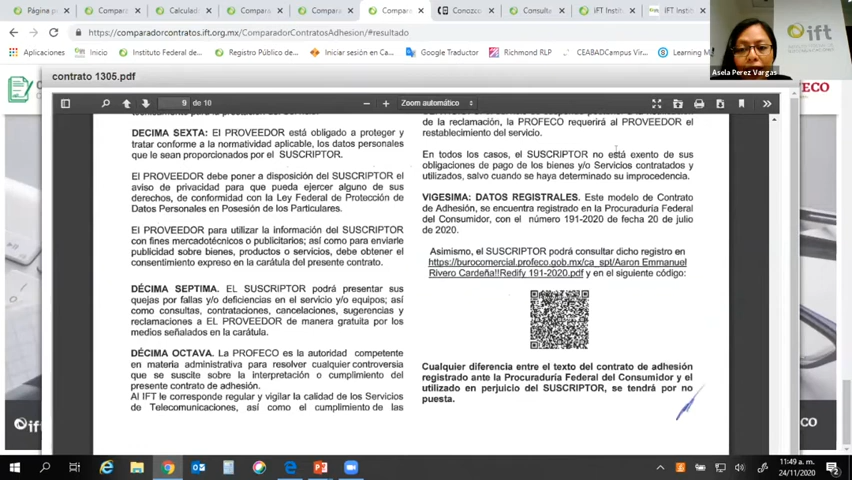 Página p
Compara
Calculad
Compara
Compara
Compara
Conozco
Consulta
IFT Instit
IFT Instit
comparadorcontratos.ift.org.mx/ComparadorContratosAdhesion/#resultado
Aplicaciones
Inicio
Instituto Federal de...
Registro Público de...
Iniciar sesión en Ca...
Google Traductor
Richmond RLP
CEABADCampus Vir...
Learning M
ift
Asela Perez Vargas
contrato 1305.pdf
9 de 10
Zoom automático
DECIMA SEXTA: El PROVEEDOR está obligado a proteger y
tratar conforme a la normatividad aplicable, los datos personales
que le sean proporcionados por el SUSCRIPTOR.
El PROVEEDOR debe poner a disposición del SUSCRIPTOR el
aviso de privacidad para que pueda ejercer alguno de sus
derechos, de conformidad con la Ley Federal de Protección de
Datos Personales en Posesión de los Particulares.
El PROVEEDOR para utilizar la información del SUSCRIPTOR
con fines mercadotécnicos o publicitarios; así como para enviarle
publicidad sobre bienes, productos o servicios, debe obtener el
consentimiento expreso en la carátula del presente contrato.
DÉCIMA SEPTIMA. EL SUSCRIPTOR podrá presentar sus
quejas por fallas y/o deficiencias en el servicio y/o equipos; así
como consultas, contrataciones, cancelaciones, sugerencias y
reclamaciones a EL PROVEEDOR de manera gratuita por los
medios señalados en la carátula.
DÉCIMA OCTAVA. La PROFECO es la autoridad competente
en materia administrativa para resolver cualquier controversia
que se suscite sobre la interpretación o cumplimiento del
presente contrato de adhesión.
Al IFT le corresponde regular y vigilar la calidad de los Servicios
de Telecomunicaciones, así como el cumplimiento de las
de la reclamación, la PROFECO requerirá al PROVEEDOR el
restablecimiento del servicio.
En todos los casos, el SUSCRIPTOR no está exento de sus
obligaciones de pago de los bienes y/o Servicios contratados y
utilizados, salvo cuando se haya determinado su improcedencia.
VIGESIMA: DATOS REGISTRALES. Este modelo de Contrato
de Adhesión, se encuentra registrado en la Procuraduría Federal
del Consumidor, con el número 191-2020 de fecha 20 de julio
de 2020.
Asimismo, el SUSCRIPTOR podrá consultar dicho registro en
https://burocomercial.profeco.gob.mx/ca_spt/Aaron Emmanuel
Rivero Cardeña!!Redify 191-2020.pdf y en el siguiente código:
Cualquier diferencia entre el texto del contrato de adhesión
registrado ante la Procuraduría Federal del Consumidor y el
utilizado en perjuicio del SUSCRIPTOR, se tendrá por no
puesta.
ECO
ift
11:49 a. m.
24/11/2020